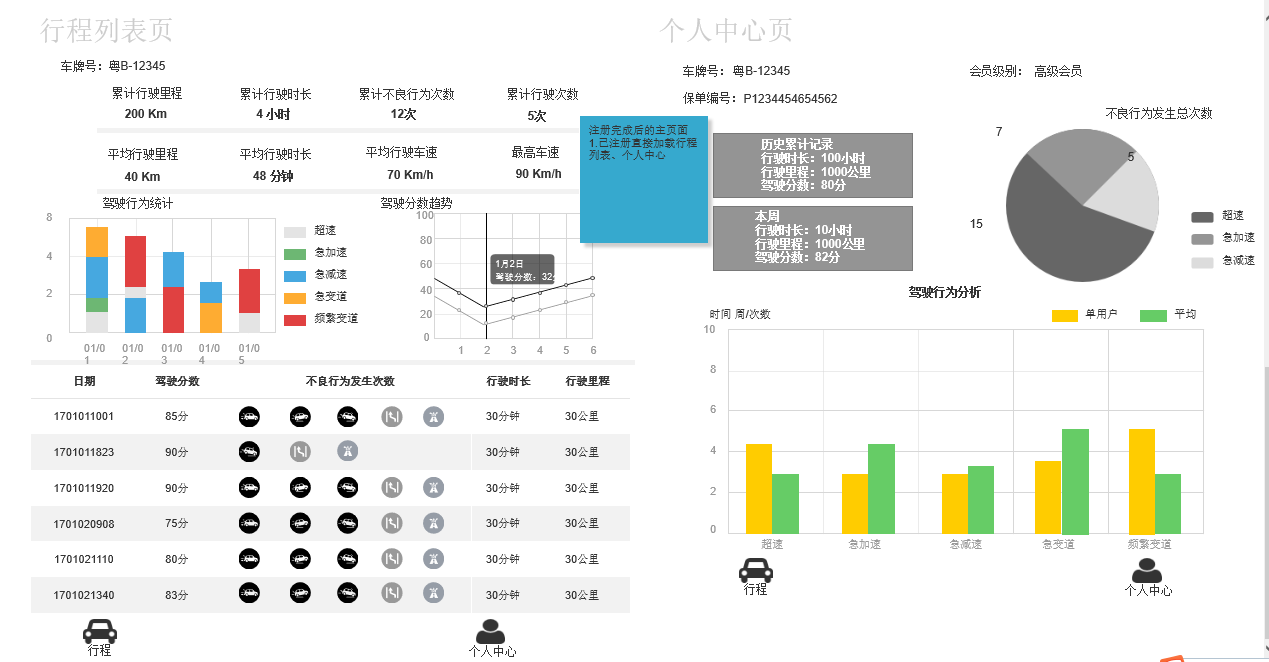 行程列表页
车牌号：粤B-12345
累计行驶里程 累计行驶时长 累计不良行为次数 累计行驶次数
200 Km 4 小时 12次 5次
平均行驶里程 平均行驶时长 平均行驶车速 最高车速
40 Km 48 分钟 70 Km/h 90 Km/h
驾驶行为统计
8
4
2
0
01/01 01/02 01/03 01/04 01/05
超速
急加速
急减速
急变道
频繁变道
驾驶分数趋势
100
80
60
40
20
0
1月2日
驾驶分数：32
1 2 3 4 5 6
日期 驾驶分数 不良行为发生次数 行驶时长 行驶里程
1701011001 85分 30分钟 30公里
1701011823 90分 30分钟 30公里
1701011920 90分 30分钟 30公里
1701020908 75分 30分钟 30公里
1701021110 80分 30分钟 30公里
1701021340 83分 30分钟 30公里
行程 个人中心
注册完成后的主页面
1.已注册直接加载行程
列表、个人中心
个人中心页
车牌号：粤B-12345 会员级别： 高级会员
保单编号：P1234454654562
历史累计记录
行驶时长：100小时
行驶里程：1000公里
驾驶分数：80分
本周
行驶时长：10小时
行驶里程：1000公里
驾驶分数：82分
不良行为发生总次数
7
5
15
超速
急加速
急减速
驾驶行为分析
时间 周/次数 单用户 平均
10
8
6
4
2
0
超速 急加速 急减速 急变道 频繁变道
行程 个人中心